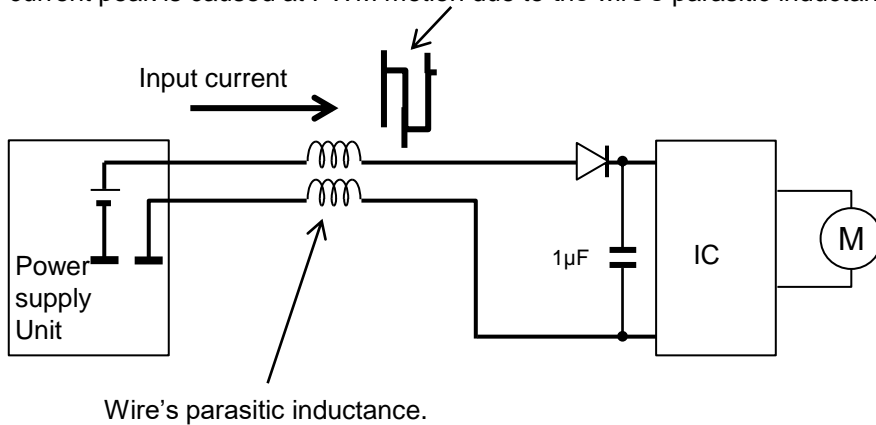 current peak is caused at PWM motion due to the wire's parasitic
Input current
Power
supply
Unit
1µF
IC
M
Wire's parasitic inductance.